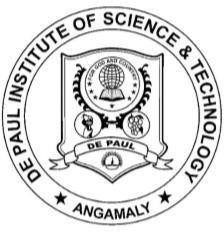 DE PAUL INSTITUTE OF SCIENCE & TECHNOLOGY
FOR GOD AND COUNTRY
DE PAUL
ANGAMALY